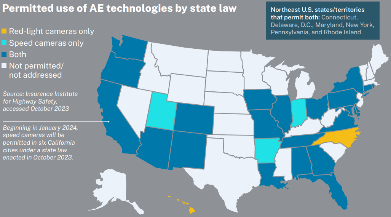 Permitted use of AE technologies by state law
Red-light cameras only
Speed cameras only
Both
Not permitted/
not addressed
Source: Insurance Institute
for Highway Safety,
accessed October 2023
Beginning in January 2024,
speed cameras will be
permitted in six California
cities under a state law
enacted in October 2023.
Northeast U.S. states/territories
that permit both: Connecticut,
Delaware, D.C., Maryland, New York,
Pennsylvania, and Rhode Island